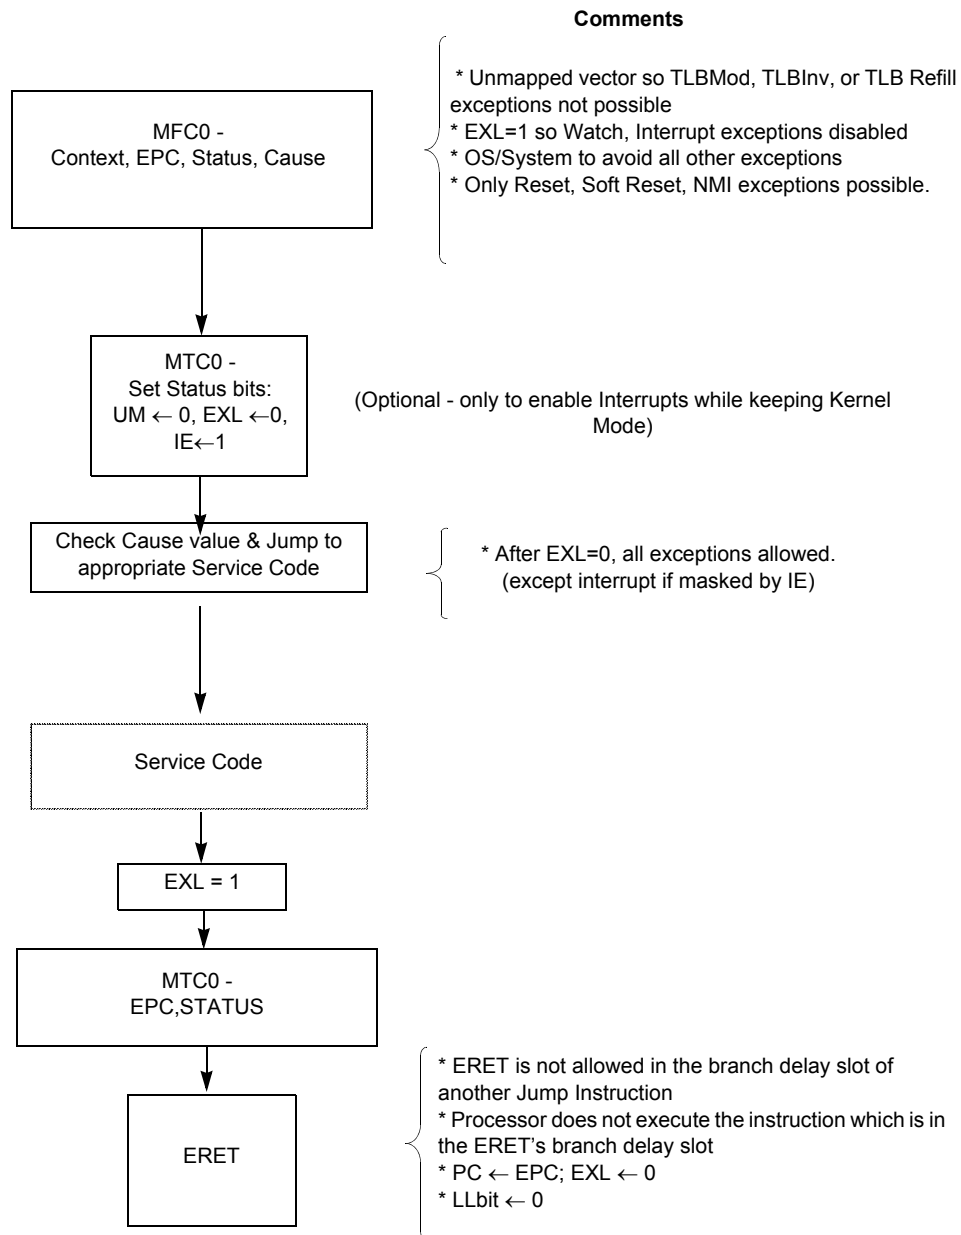 Comments
* Unmapped vector so TLBMod, TLBInv, or TLB Refill
exceptions not possible
* EXL=1 so Watch, Interrupt exceptions disabled
* OS/System to avoid all other exceptions
* Only Reset, Soft Reset, NMI exceptions possible.
MFC0 -
Context, EPC, Status, Cause
MTC0 -
Set Status bits:
UM ← 0, EXL ←0,
IE←1
(Optional - only to enable Interrupts while keeping Kernel
Mode)
Check Cause value & Jump to
appropriate Service Code
* After EXL=0, all exceptions allowed.
(except interrupt if masked by IE)
Service Code
EXL = 1
MTC0 -
EPC,STATUS
ERET
* ERET is not allowed in the branch delay slot of
another Jump Instruction
* Processor does not execute the instruction which is in
the ERET's branch delay slot
* PC ← EPC; EXL ← 0
* LLbit ← 0